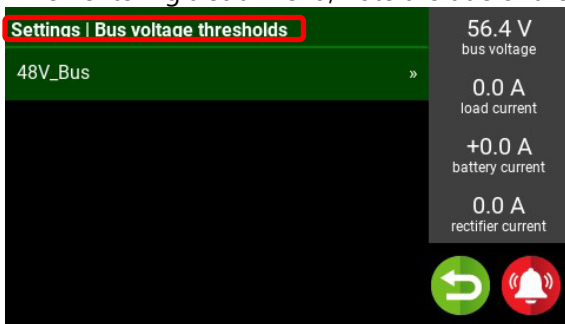 Settings | Bus voltage thresholds
48V_Bus »
56.4 V
bus voltage
0.0 A
load current
+0.0 A
battery current
0.0 A
rectifier current